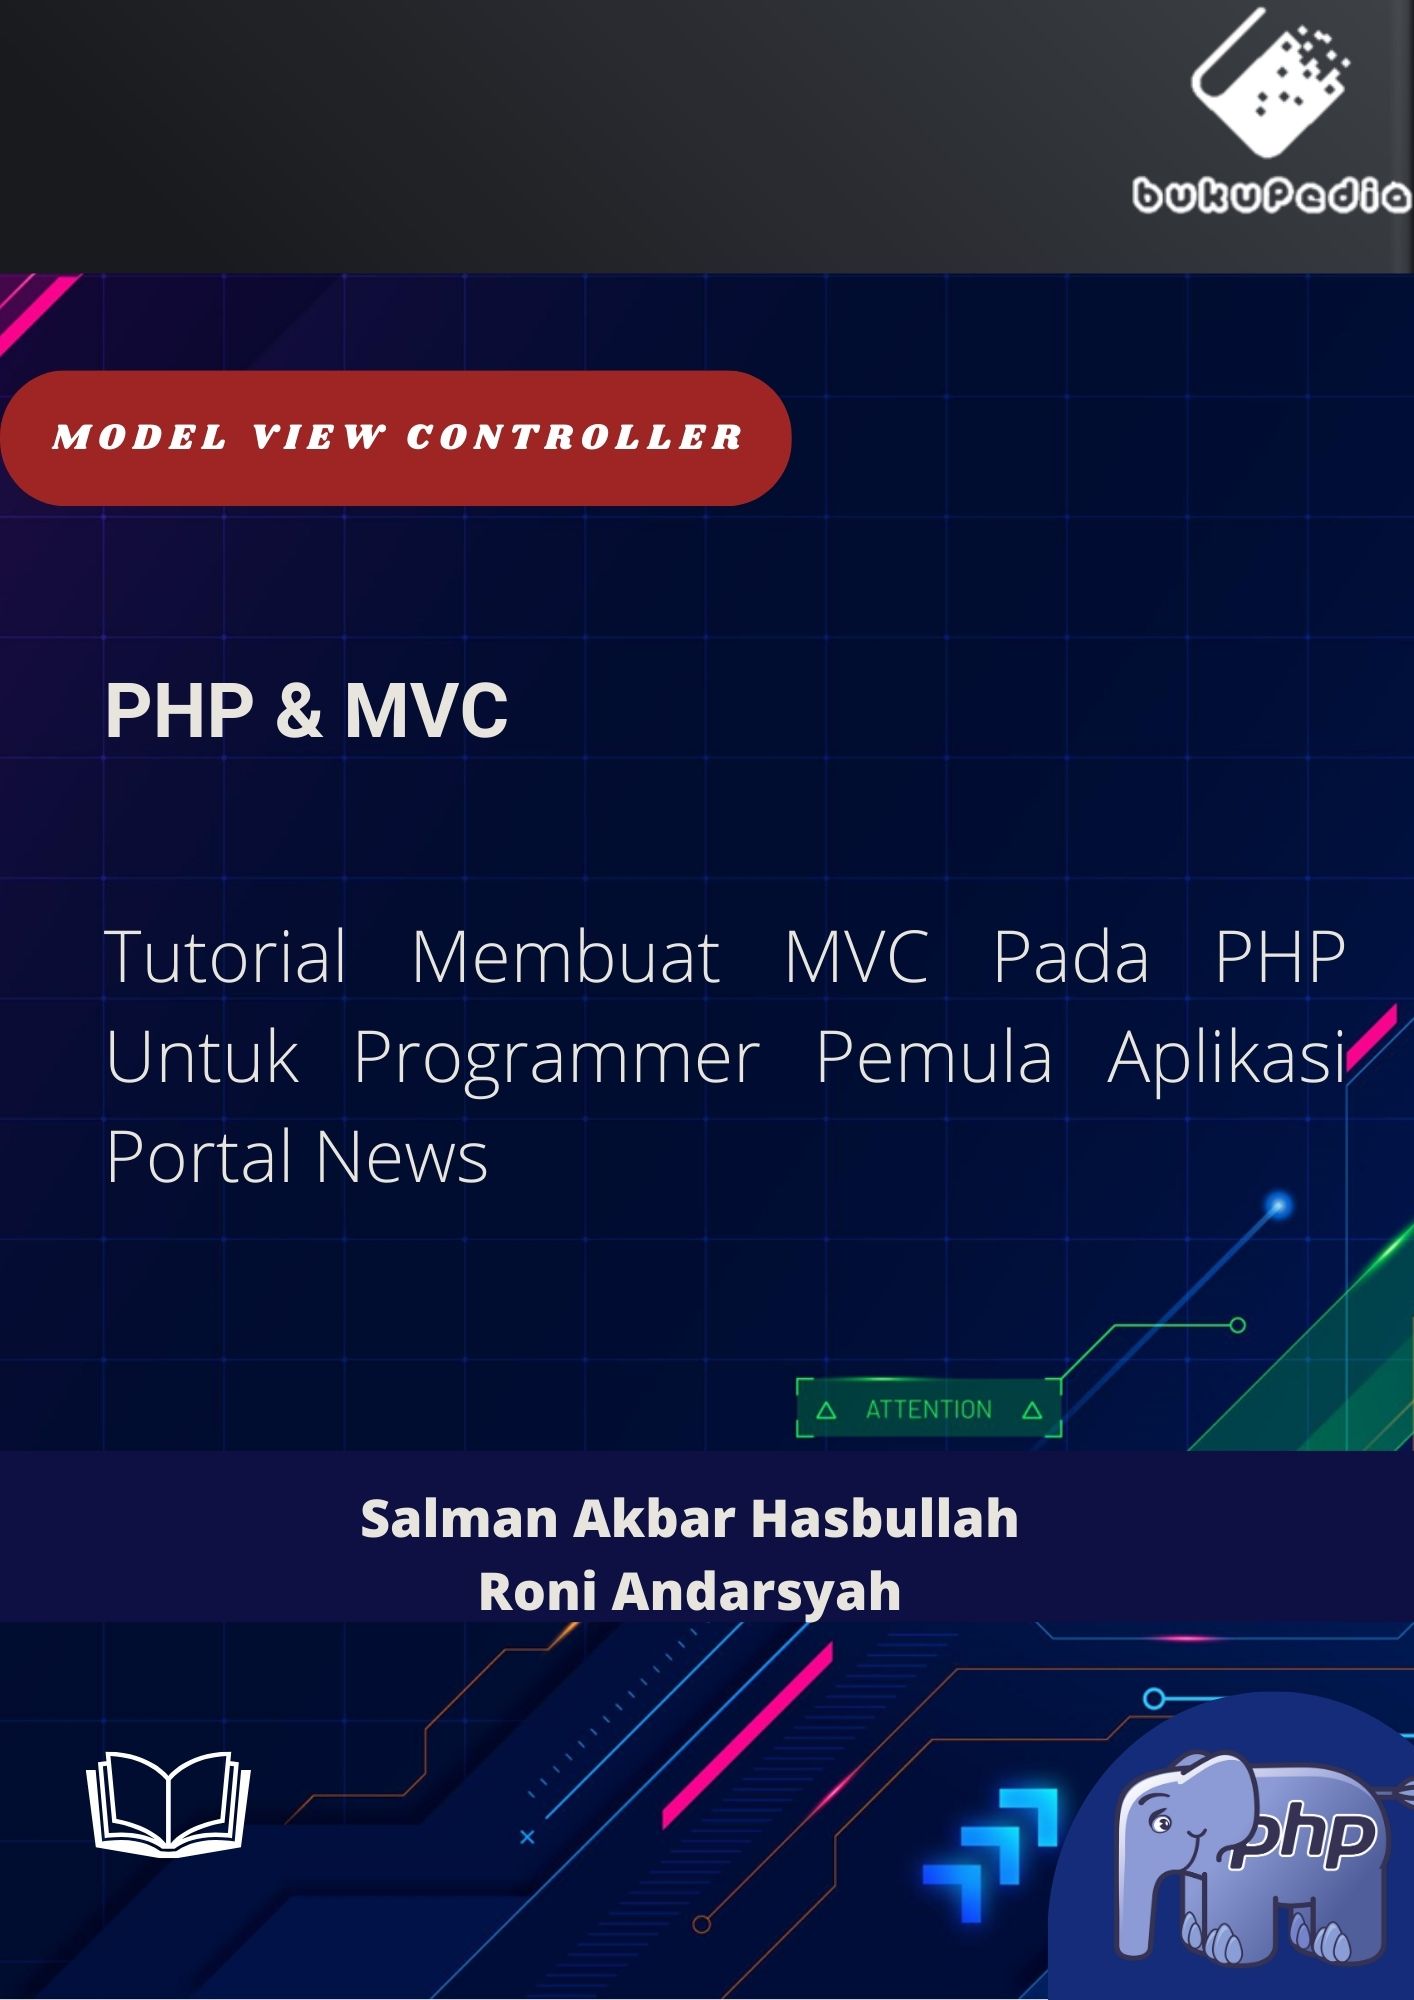 bukuPedia
MODEL VIEW CONTROLLER
PHP & MVC
Tutorial Membuat MVC Pada PHP
Untuk Programmer Pemula Aplikasi
Portal News
ATTENTION
Salman Akbar Hasbullah
Roni Andarsyah
php